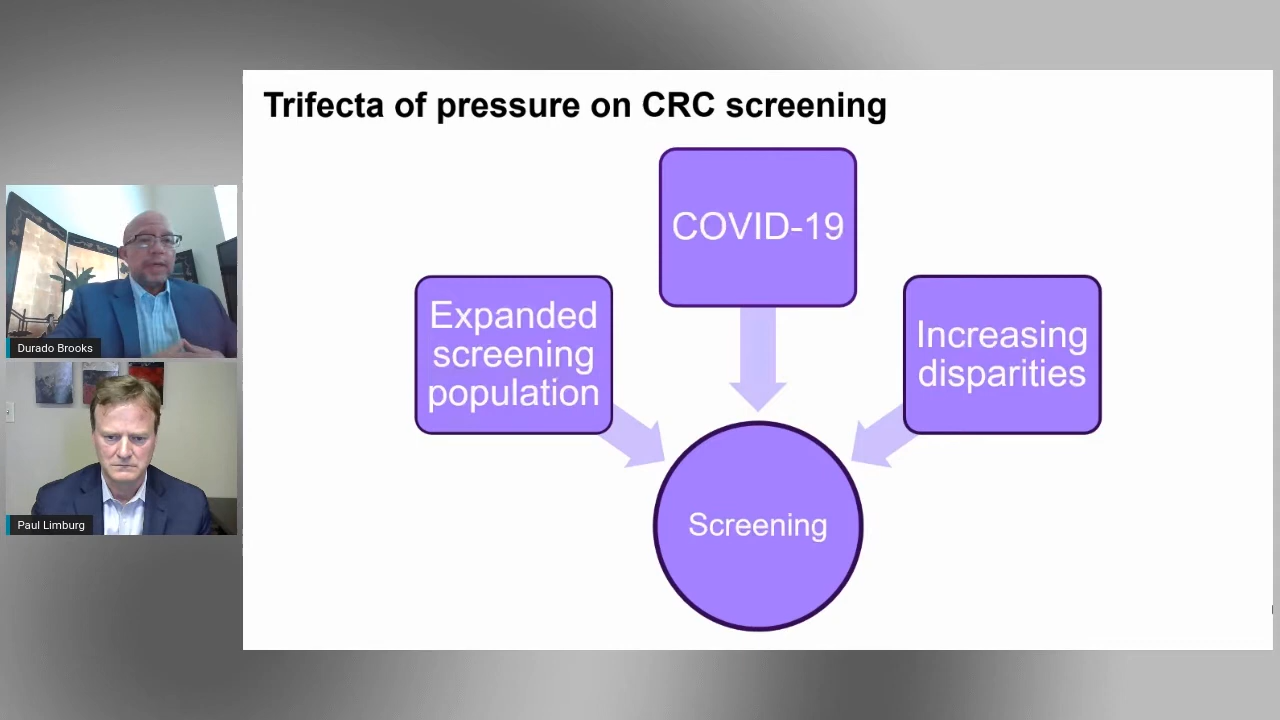 Trifecta of pressure on CRC screening
COVID-19
Expanded
screening
population
Increasing
disparities
Screening
Durado Brooks
Paul Limburg